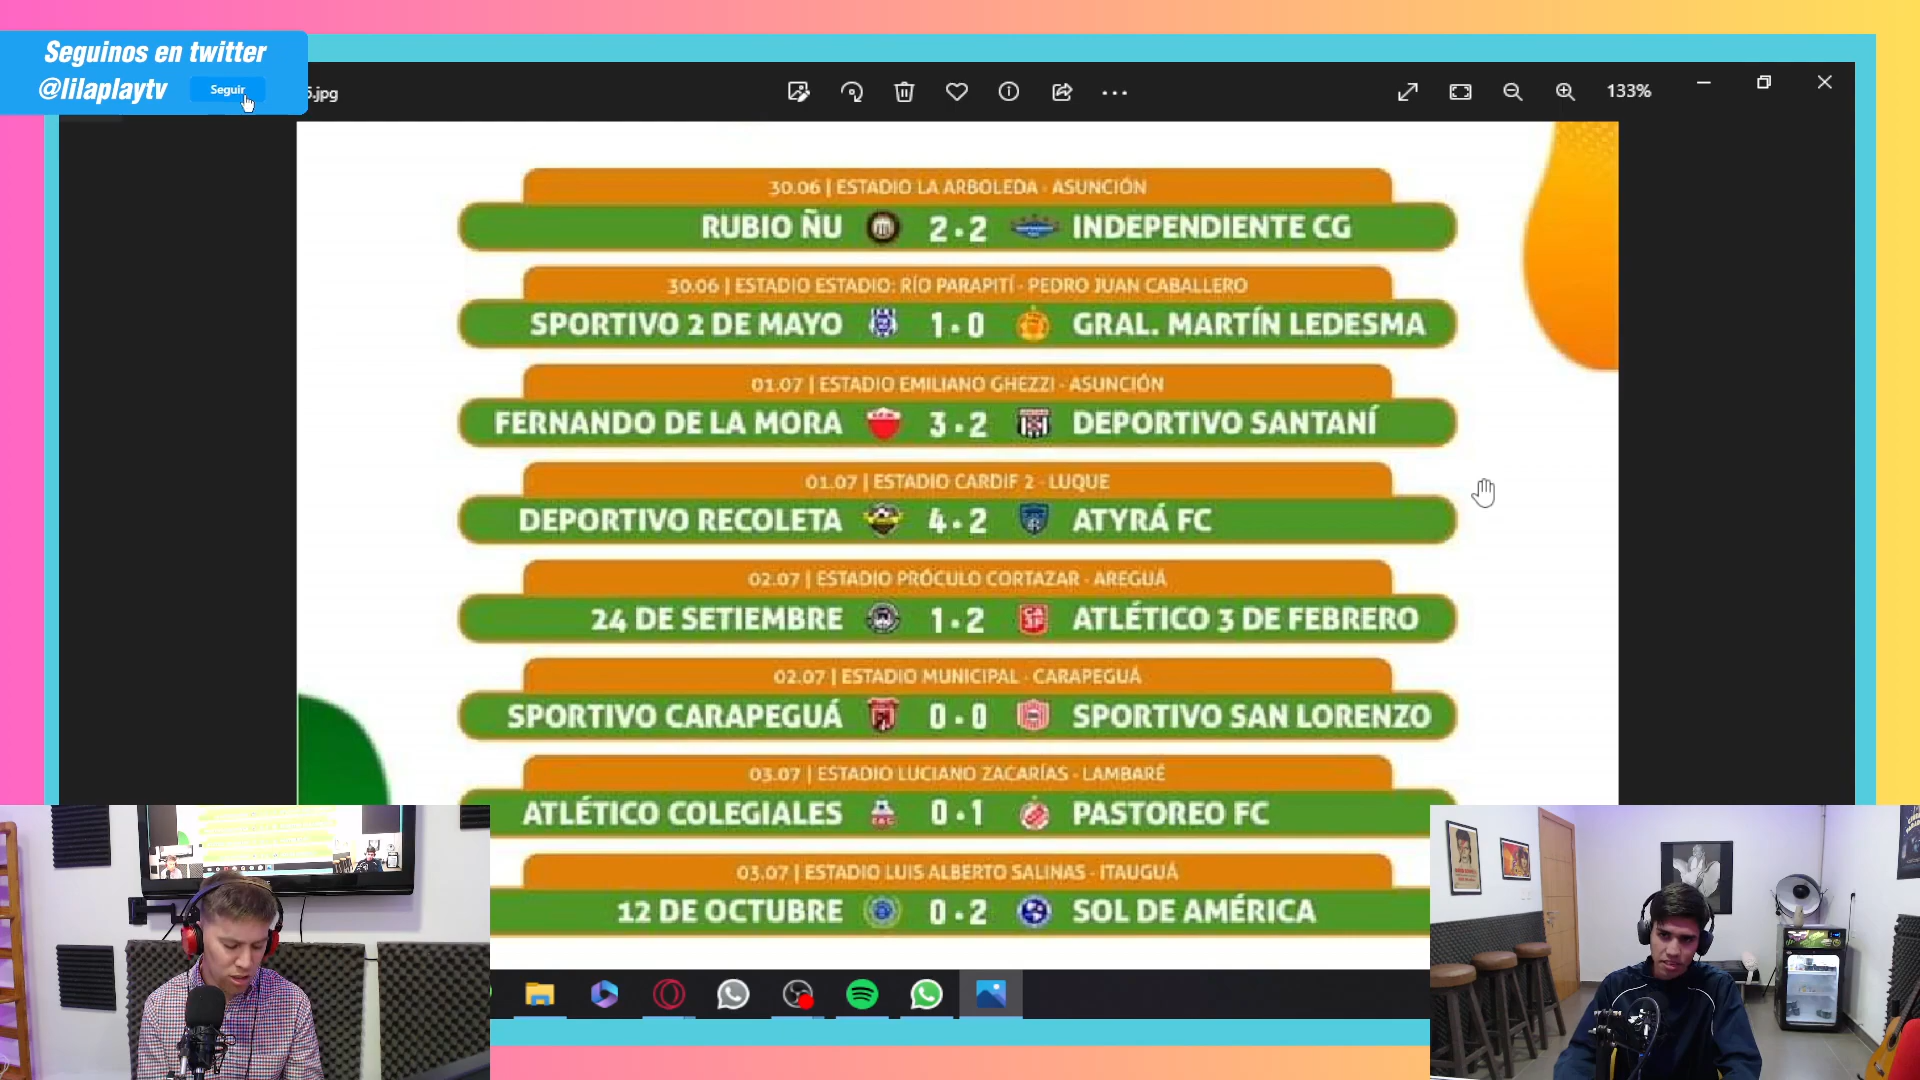 Seguinos en twitter
@lilaplaytv
Seguir
.jpg
133%
30.06 | ESTADIO LA ARBOLEDA - ASUNCIÓN
RUBIO ÑU 2 - 2 INDEPENDIENTE CG
30.06 | ESTADIO ESTADIO: RÍO PARAPITÍ - PEDRO JUAN CABALLERO
SPORTIVO 2 DE MAYO 1 - 0 GRAL. MARTÍN LEDESMA
01.07 | ESTADIO EMILIANO GHEZZI - ASUNCIÓN
FERNANDO DE LA MORA 3 - 2 DEPORTIVO SANTANÍ
01.07 | ESTADIO CARDIF 2 - LUQUE
DEPORTIVO RECOLETA 4 - 2 ATYRÁ FC
02.07 | ESTADIO PRÓCULO CORTAZAR - AREGUÁ
24 DE SETIEMBRE 1 - 2 ATLÉTICO 3 DE FEBRERO
02.07 | ESTADIO MUNICIPAL - CARAPEGUÁ
SPORTIVO CARAPEGUÁ 0 - 0 SPORTIVO SAN LORENZO
03.07 | ESTADIO LUCIANO ZACARÍAS - LAMBARÉ
ATLÉTICO COLEGIALES 0 - 1 PASTOREO FC
03.07 | ESTADIO LUIS ALBERTO SALINAS - ITAUGUÁ
12 DE OCTUBRE 0 - 2 SOL DE AMÉRICA